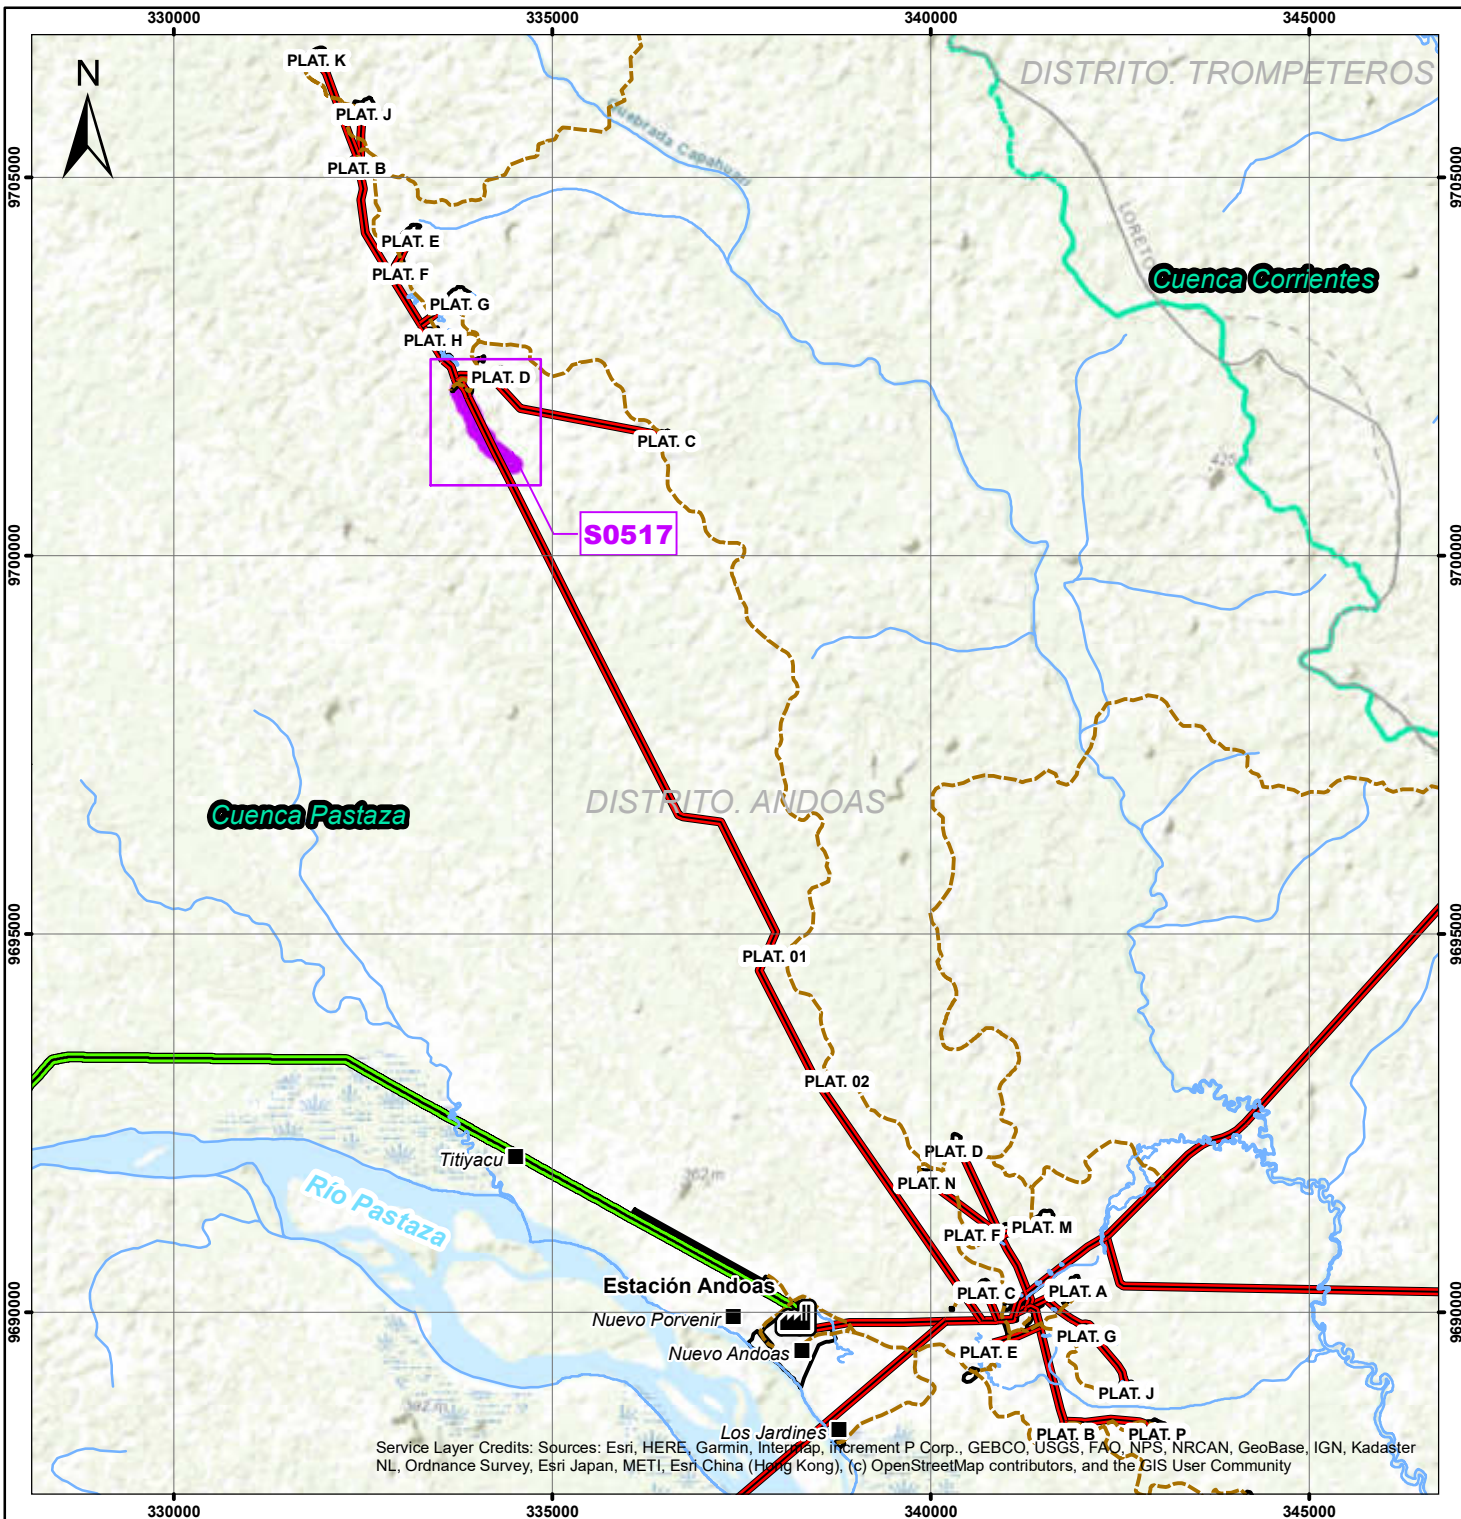 330000
335000
340000
345000
N
PLAT. K
DISTRITO. TROMPETEROS
PLAT. J
Quebrada Capahuari
PLAT. B
9705000
9705000
LORETO
PLAT. E
PLAT. F
Cuenca Corrientes
PLAT. G
PLAT. H
PLAT. D
PLAT. C
S0517
9700000
9700000
DISTRITO. ANDOAS
Cuenca Pastaza
9695000
9695000
PLAT. 01
PLAT. 02
PLAT. D
Titiyacu
262 m
PLAT. N
Río Pastaza
PLAT. M
PLAT. F
Estación Andoas
PLAT. C
PLAT. A
9690000
9690000
Nuevo Porvenir
PLAT. G
Nuevo Andoas
PLAT. E
PLAT. J
Los Jardines
PLAT. B
PLAT. P
Service Layer Credits: Sources: Esri, HERE, Garmin, Intermap, increment P Corp., GEBCO, USGS, FAO, NPS, NRCAN, GeoBase, IGN, Kadaster
NL, Ordnance Survey, Esri Japan, METI, Esri China (Hong Kong), (c) OpenStreetMap contributors, and the GIS User Community
330000
335000
340000
345000